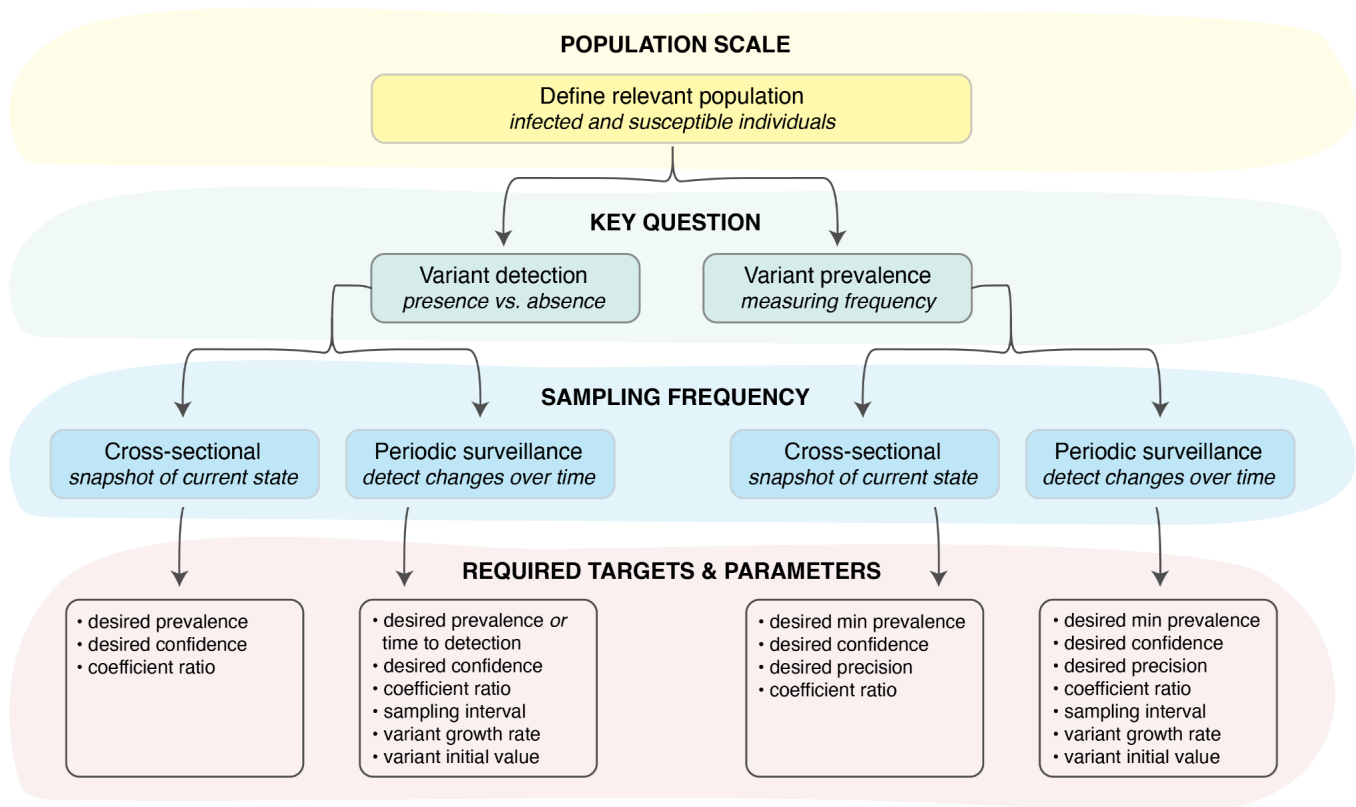 POPULATION SCALE
Define relevant population
infected and susceptible individuals
KEY QUESTION
Variant detection
presence vs. absence
Variant prevalence
measuring frequency
SAMPLING FREQUENCY
Cross-sectional
snapshot of current state
Periodic surveillance
detect changes over time
Cross-sectional
snapshot of current state
Periodic surveillance
detect changes over time
REQUIRED TARGETS & PARAMETERS
• desired prevalence
• desired confidence
• coefficient ratio
• desired prevalence or
time to detection
• desired confidence
• coefficient ratio
• sampling interval
• variant growth rate
• variant initial value
• desired min prevalence
• desired confidence
• desired precision
• coefficient ratio
• desired min prevalence
• desired confidence
• desired precision
• coefficient ratio
• sampling interval
• variant growth rate
• variant initial value